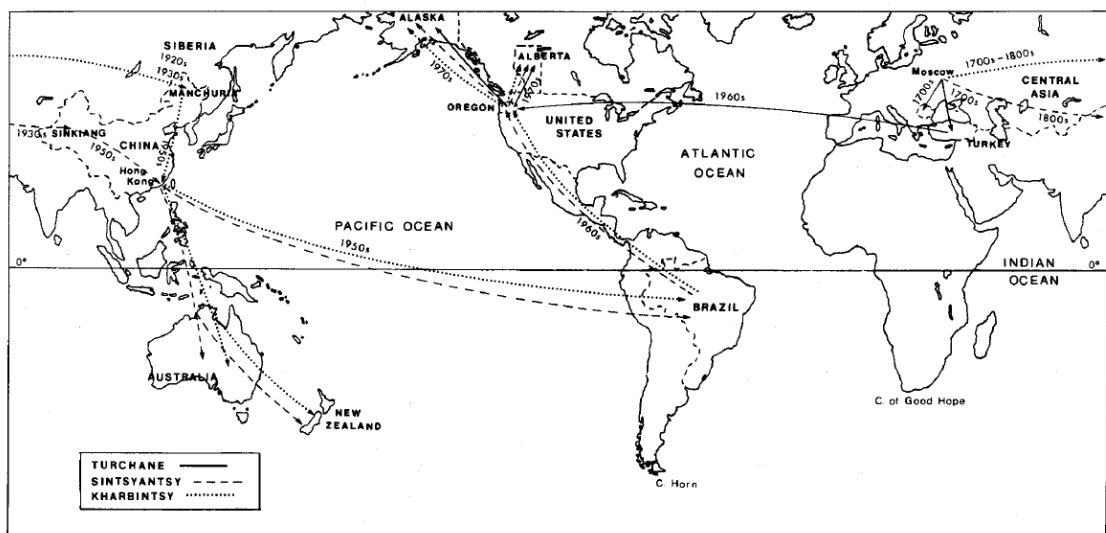 ALASKA
SIBERIA
1920s
1930s
MANCHURIA
1930s
SINKIANG
1950s
CHINA
1950s
Hong
Kong
1970s
ALBERTA
1970s
OREGON
UNITED
STATES
1960s
Moscow
1700s-1800s
1700s
1700s
CENTRAL
ASIA
1800s
TURKEY
ATLANTIC
OCEAN
PACIFIC OCEAN
1950s
1960s
0°
INDIAN
OCEAN
0°
BRAZIL
AUSTRALIA
NEW
ZEALAND
C. of Good Hope
C. Horn
TURCHANE
SINTSYANTSY
KHARBINTSY